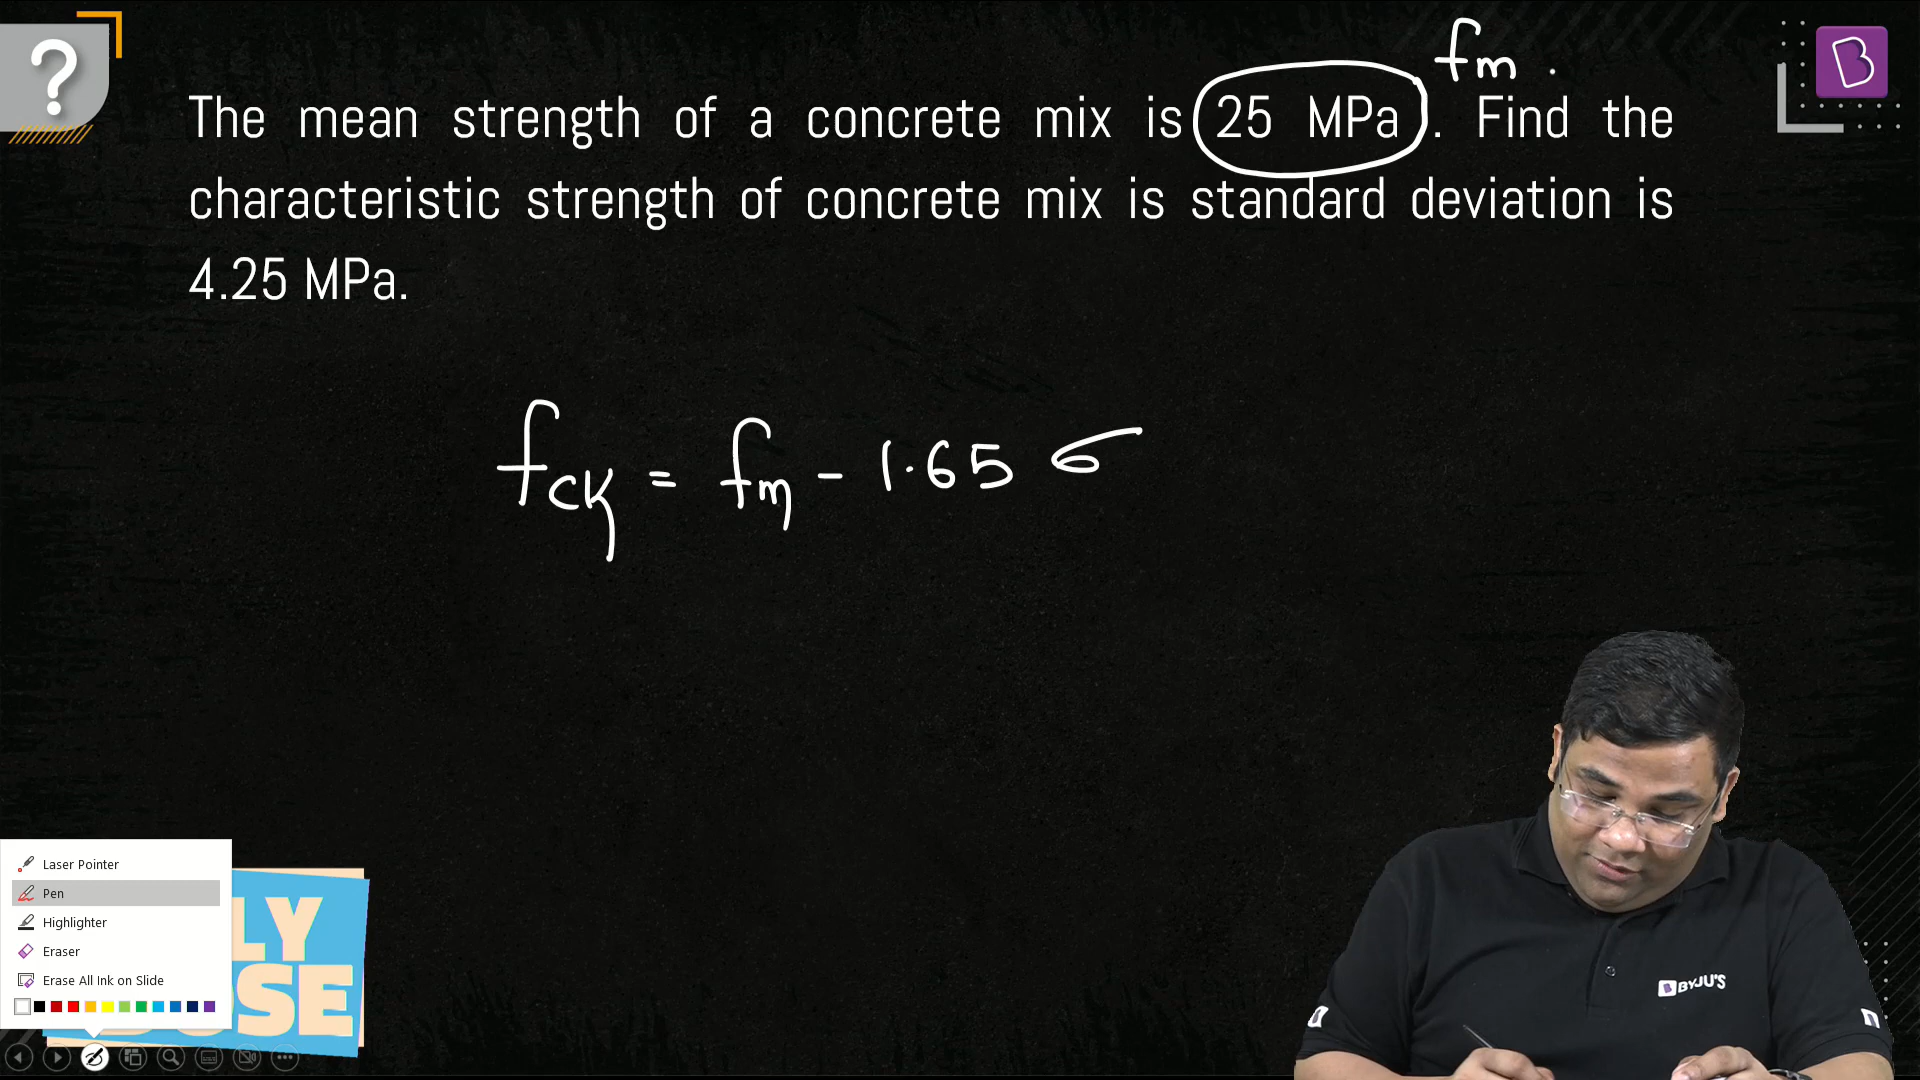 ?
fm .
The mean strength of a concrete mix is 25 MPa. Find the
characteristic strength of concrete mix is standard deviation is
4.25 MPa.
fck = fm - 1.65 σ
Laser Pointer
Pen
Highlighter
Eraser
Erase All Ink on Slide
LY
OSE
BYJU'S